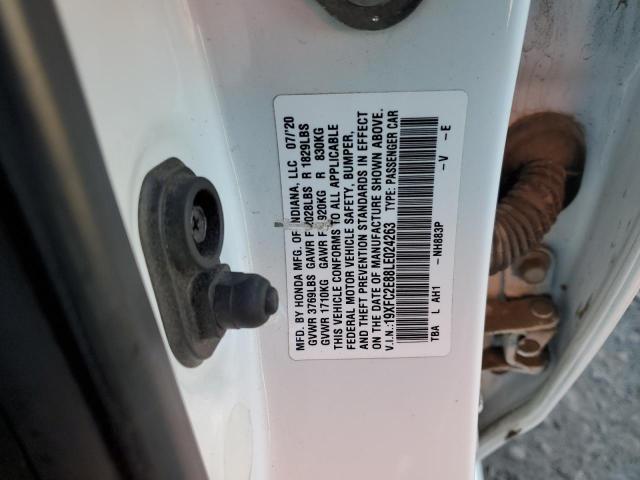 MFD. BY HONDA MFG. OF INDIANA, LLC 07/'20
GVWR 3769LBS GAWR F 2028LBS R 1829LBS
GVWR 1710KG GAWR F 920KG R 830KG
THIS VEHICLE CONFORMS TO ALL APPLICABLE
FEDERAL MOTOR VEHICLE SAFETY, BUMPER,
AND THEFT PREVENTION STANDARDS IN EFFECT
ON THE DATE OF MANUFACTURE SHOWN ABOVE.
V.I.N.:19XFC2E88LE024263 TYPE: PASSENGER CAR
TBA L AH1 -NH883P -V -E